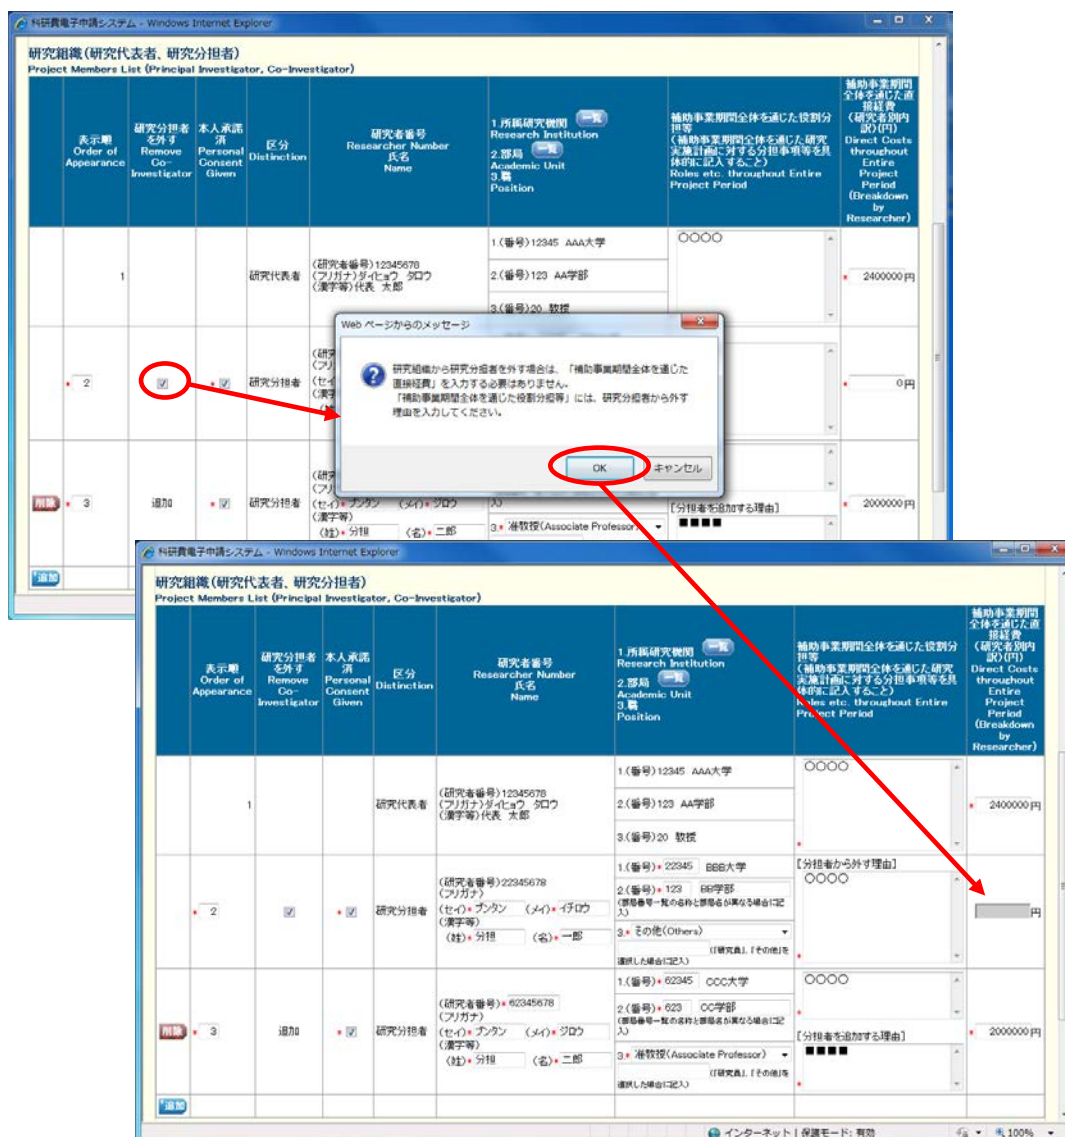 科研費電子申請システム - Windows Internet Explorer
研究組織(研究代表者、研究分担者)
Project Members List (Principal Investigator, Co-Investigator)
表示順
Order of
Appearance
研究分担者
を外す
Remove
Co-
Investigator
本人承諾
済
Personal
Consent
Given
区分
Distinction
研究者番号
Researcher Number
氏名
Name
1.所属研究機関 一覧
Research Institution
2.部局 一覧
Academic Unit
3.職
Position
補助事業期間全体を通じた役割分
担等
(補助事業期間全体を通じた研究
実施計画に対する分担事項等を具
体的に記入すること)
Roles etc. throughout Entire
Project Period
補助事業期間
全体を通じた直
接経費
(研究者別内
訳)(円)
Direct Costs
throughout
Entire
Project
Period
(Breakdown
by
Researcher)
1
研究代表者
(研究者番号)12345678
(フリガナ)ダイヒョウ タロウ
(漢字等)代表 太郎
1.(番号)12345 AAA大学
2.(番号)123 AA学部
3.(番号)20 教授
○○○○
* 2400000 円
* 2
*
研究分担者
* 0円
Web ページからのメッセージ
研究組織から研究分担者を外す場合は、「補助事業期間全体を通じた
直接経費」を入力する必要はありません。
「補助事業期間全体を通じた役割分担等」には、研究分担者から外す
理由を入力してください。
OK
キャンセル
削除 * 3
追加
*
研究分担者
(セイ)* ブンタン (メイ)* ジロウ
(漢字等)
(姓)* 分担 (名)* 二郎
3.* 准教授(Associate Professor)
[分担者を追加する理由]
■■■■
* 2000000 円
追加
科研費電子申請システム - Windows Internet Explorer
研究組織(研究代表者、研究分担者)
Project Members List (Principal Investigator, Co-Investigator)
表示順
Order of
Appearance
研究分担者
を外す
Remove
Co-
Investigator
本人承諾
済
Personal
Consent
Given
区分
Distinction
研究者番号
Researcher Number
氏名
Name
1.所属研究機関 一覧
Research Institution
2.部局 一覧
Academic Unit
3.職
Position
補助事業期間全体を通じた役割分
担等
(補助事業期間全体を通じた研究
実施計画に対する分担事項等を具
体的に記入すること)
Roles etc. throughout Entire
Project Period
補助事業期間
全体を通じた直
接経費
(研究者別内
訳)(円)
Direct Costs
throughout
Entire
Project
Period
(Breakdown
by
Researcher)
1
研究代表者
(研究者番号)12345678
(フリガナ)ダイヒョウ タロウ
(漢字等)代表 太郎
1.(番号)12345 AAA大学
2.(番号)123 AA学部
3.(番号)20 教授
○○○○
* 2400000 円
* 2
*
研究分担者
(研究者番号)22345678
(フリガナ)
(セイ)* ブンタン (メイ)* イチロウ
(漢字等)
(姓)* 分担 (名)* 一郎
1.(番号)* 22345 BBB大学
2.(番号)* 123 BB学部
(部局番号一覧の名称と部局名が異なる場合に記
入)
3.* その他(Others)
(「研究員」、「その他」を
選択した場合に記入)
[分担者から外す理由]
○○○○
円
削除 * 3
追加
*
研究分担者
(研究者番号)* 62345678
(フリガナ)
(セイ)* ブンタン (メイ)* ジロウ
(漢字等)
(姓)* 分担 (名)* 二郎
1.(番号)* 62345 CCC大学
2.(番号)* 623 CC学部
(部局番号一覧の名称と部局名が異なる場合に記
入)
3.* 准教授(Associate Professor)
(「研究員」、「その他」を
選択した場合に記入)
○○○○
[分担者を追加する理由]
■■■■
* 2000000 円
追加
インターネット | 保護モード: 有効
100%